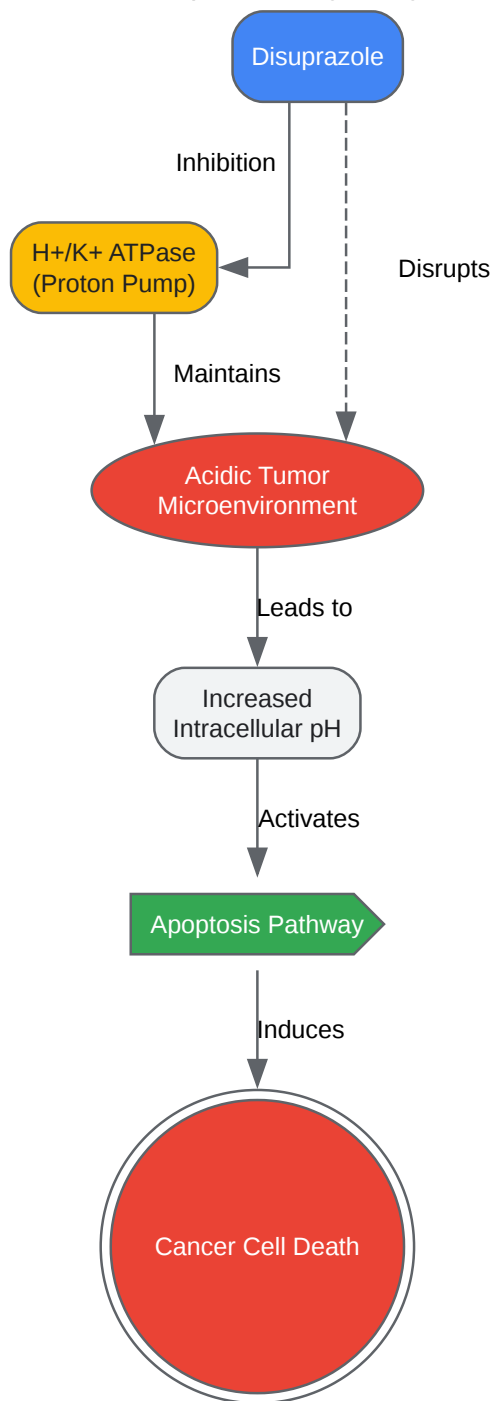 Disuprazole
Inhibition
H+/K+ ATPase
(Proton Pump)
Disrupts
Maintains
Acidic Tumor
Microenvironment
Leads to
Increased
Intracellular pH
Activates
Apoptosis Pathway
Induces
Cancer Cell Death